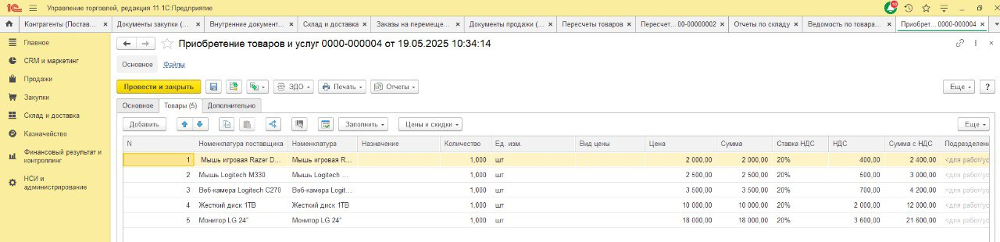 1С Управление торговлей, редакция 11 1С:Предприятие
10
Контрагенты (Постав... × Документы закупки (... × Внутренние документ... × Склад и доставка × Заказы на перемеще... × Документы продажи (... × Пересчеты товаров × Пересчет... 00-00000002 × Отчеты по складу × Ведомость по товара... × Приобрет... 0000-000004 ×
Главное
CRM и маркетинг
Продажи
Закупки
Склад и доставка
Казначейство
Финансовый результат и
контроллинг
НСИ и
администрирование
Приобретение товаров и услуг 0000-000004 от 19.05.2025 10:34:14
Основное Файлы
Провести и закрыть ЭДО Печать Отчеты Еще ?
Основное Товары (5) Дополнительно
Добавить Заполнить Цены и скидки Еще
N Номенклатура поставщика Номенклатура Назначение Количество Ед. изм. Вид цены Цена Сумма Ставка НДС НДС Сумма с НДС Подразделени
1 Мышь игровая Razer D... Мышь игровая R... 1,000 шт 2 000,00 2 000,00 20% 400,00 2 400,00 <для работ/ус
2 Мышь Logitech M330 Мышь Logitech ... 1,000 шт 2 500,00 2 500,00 20% 500,00 3 000,00 <для работ/ус
3 Веб-камера Logitech C270 Веб-камера Logit... 1,000 шт 3 500,00 3 500,00 20% 700,00 4 200,00 <для работ/ус
4 Жесткий диск 1TB Жесткий диск 1TB 1,000 шт 10 000,00 10 000,00 20% 2 000,00 12 000,00 <для работ/ус
5 Монитор LG 24" Монитор LG 24" 1,000 шт 18 000,00 18 000,00 20% 3 600,00 21 600,00 <для работ/ус